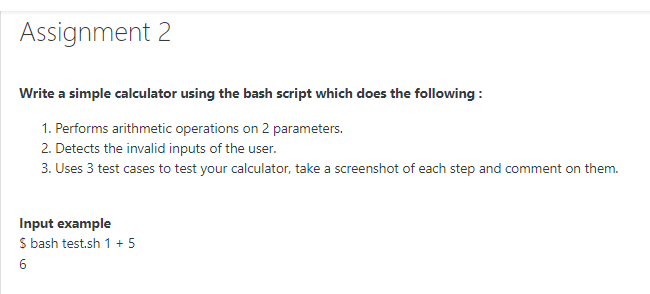 Assignment 2
Write a simple calculator using the bash script which does the following :
1. Performs arithmetic operations on 2 parameters.
2. Detects the invalid inputs of the user.
3. Uses 3 test cases to test your calculator, take a screenshot of each step and comment on them.
Input example
$ bash test.sh 1 + 5
6